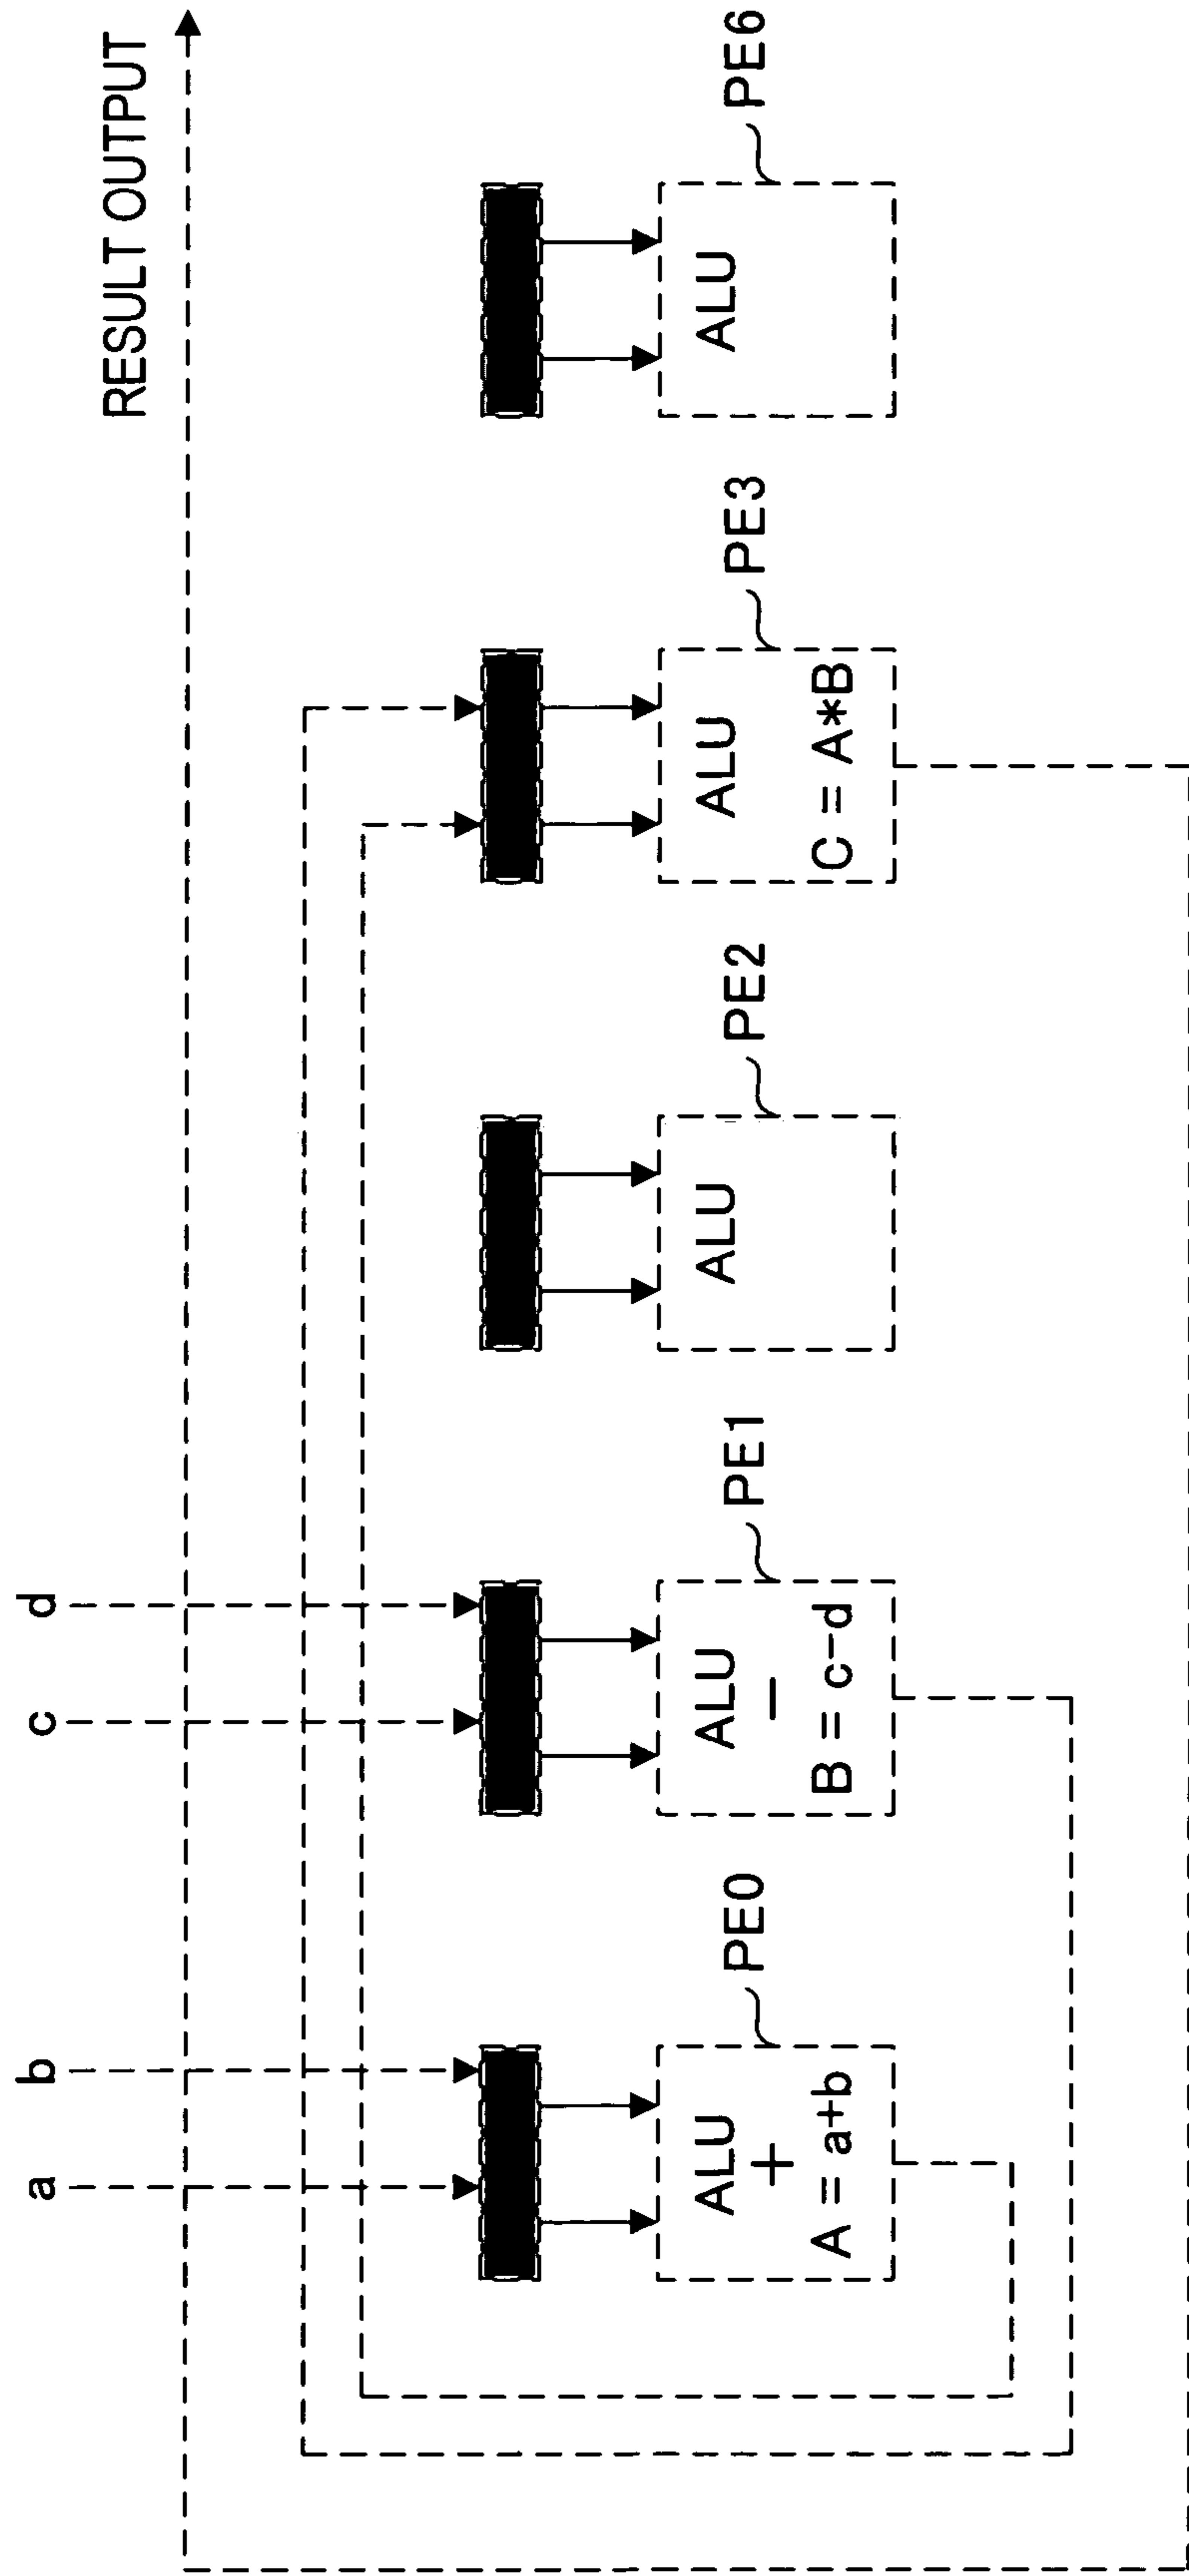 RESULT OUTPUT
a
b
c
d
ALU
+
A = a+b
PE0
ALU
−
B = c-d
PE1
ALU
PE2
ALU
C = A*B
PE3
ALU
PE6